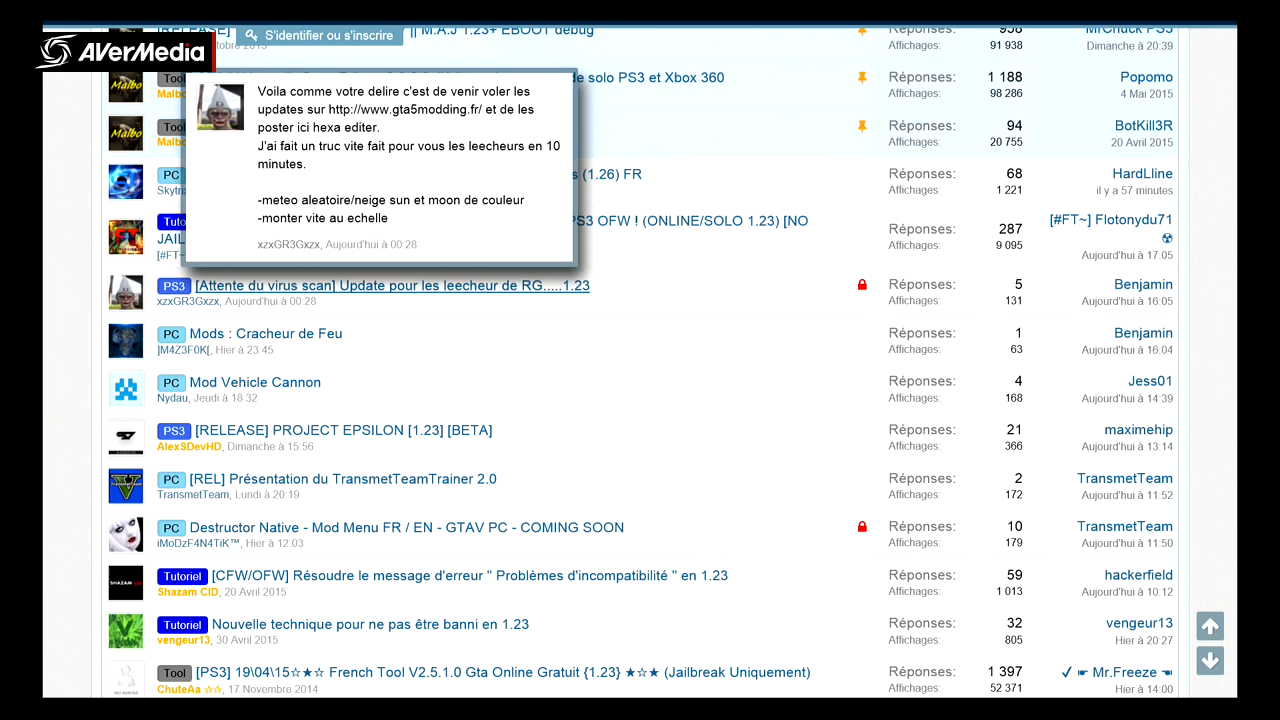 [RELEASE] || M.A.J 1.23+ EBOOT debug
S'identifier ou s'inscrire
Réponses: 958
MrChuck PS3
Affichages: 91 938
Dimanche à 20:39
AVerMedia
Tool
de solo PS3 et Xbox 360
Malbo
Malbo
Réponses: 1 188
Affichages: 98 286
Popomo
4 Mai 2015
Voila comme votre delire c'est de venir voler les
updates sur http://www.gta5modding.fr/ et de les
poster ici hexa editer.
J'ai fait un truc vite fait pour vous les leecheurs en 10
minutes.
-meteo aleatoire/neige sun et moon de couleur
-monter vite au echelle
xzxGR3Gxzx, Aujourd'hui à 00:28
Malbo
Tool
Malbo
Réponses: 94
Affichages: 20 755
BotKill3R
20 Avril 2015
PC
(1.26) FR
Réponses: 68
Affichages: 1 221
HardLline
il y a 57 minutes
PS3 OFW ! (ONLINE/SOLO 1.23) [NO
[#FT~]
Réponses: 287
Affichages: 9 095
[#FT~] Flotonydu71
Aujourd'hui à 17:05
PS3 [Attente du virus scan] Update pour les leecheur de RG.....1.23
xzxGR3Gxzx, Aujourd'hui à 00:28
Réponses: 5
Affichages: 131
Benjamin
Aujourd'hui à 16:05
PC Mods : Cracheur de Feu
]M4Z3F0K[, Hier à 23:45
Réponses: 1
Affichages: 63
Benjamin
Aujourd'hui à 16:04
PC Mod Vehicle Cannon
Nydau, Jeudi à 18:32
Réponses: 4
Affichages: 168
Jess01
Aujourd'hui à 14:39
PS3 [RELEASE] PROJECT EPSILON [1.23] [BETA]
AlexSDevHD, Dimanche à 15:56
Réponses: 21
Affichages: 366
maximehip
Aujourd'hui à 13:14
PC [REL] Présentation du TransmetTeamTrainer 2.0
TransmetTeam, Lundi à 20:19
Réponses: 2
Affichages: 172
TransmetTeam
Aujourd'hui à 11:52
PC Destructor Native - Mod Menu FR / EN - GTAV PC - COMING SOON
iMoDzF4N4TiK™, Hier à 12:03
Réponses: 10
Affichages: 179
TransmetTeam
Aujourd'hui à 11:50
SHAZAM CID
Tutoriel [CFW/OFW] Résoudre le message d'erreur " Problèmes d'incompatibilité " en 1.23
Shazam CID, 20 Avril 2015
Réponses: 59
Affichages: 1 013
hackerfield
Aujourd'hui à 10:12
Tutoriel Nouvelle technique pour ne pas être banni en 1.23
vengeur13, 30 Avril 2015
Réponses: 32
Affichages: 805
vengeur13
Hier à 20:27
Tool [PS3] 19\04\15☆★☆ French Tool V2.5.1.0 Gta Online Gratuit {1.23} ★☆★ (Jailbreak Uniquement)
ChuteAa ☆☆, 17 Novembre 2014
Réponses: 1 397
Affichages: 52 371
✓ ☛ Mr.Freeze ☚
Hier à 14:00